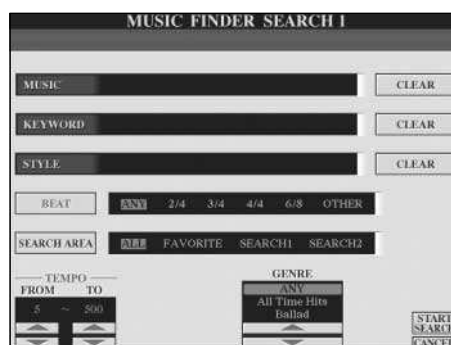 MUSIC FINDER SEARCH 1
MUSIC CLEAR
KEYWORD CLEAR
STYLE CLEAR
BEAT ANY 2/4 3/4 4/4 6/8 OTHER
SEARCH AREA ALL FAVORITE SEARCH1 SEARCH2
TEMPO
FROM TO
5 ~ 500
GENRE
ANY
All Time Hits
Ballad
START
SEARCH
CANCEL